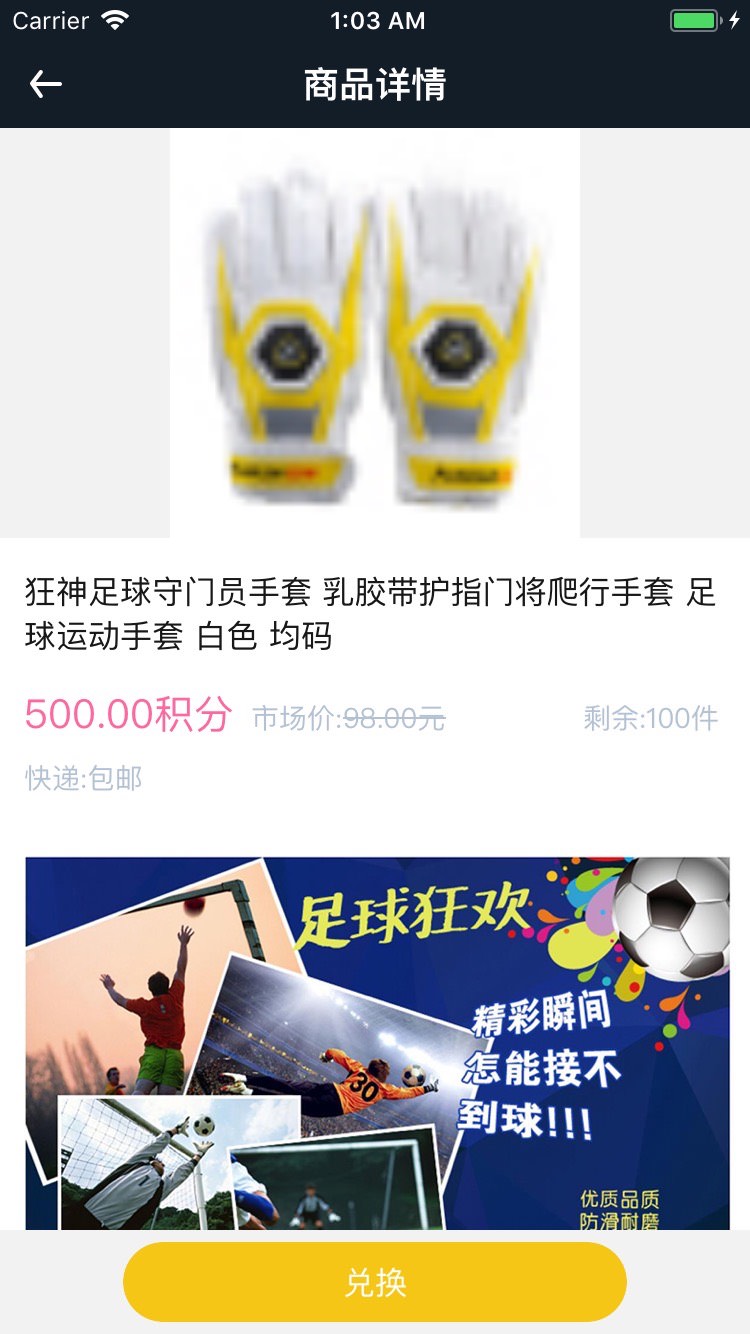 Carrier
1:03 AM
商品详情
狂神足球守门员手套 乳胶带护指门将爬行手套 足
球运动手套 白色 均码
500.00积分 市场价:98.00元 剩余:100件
快递:包邮
足球狂欢
精彩瞬间
怎能接不
到球!!!
30
优质品质
防滑耐磨
兑换